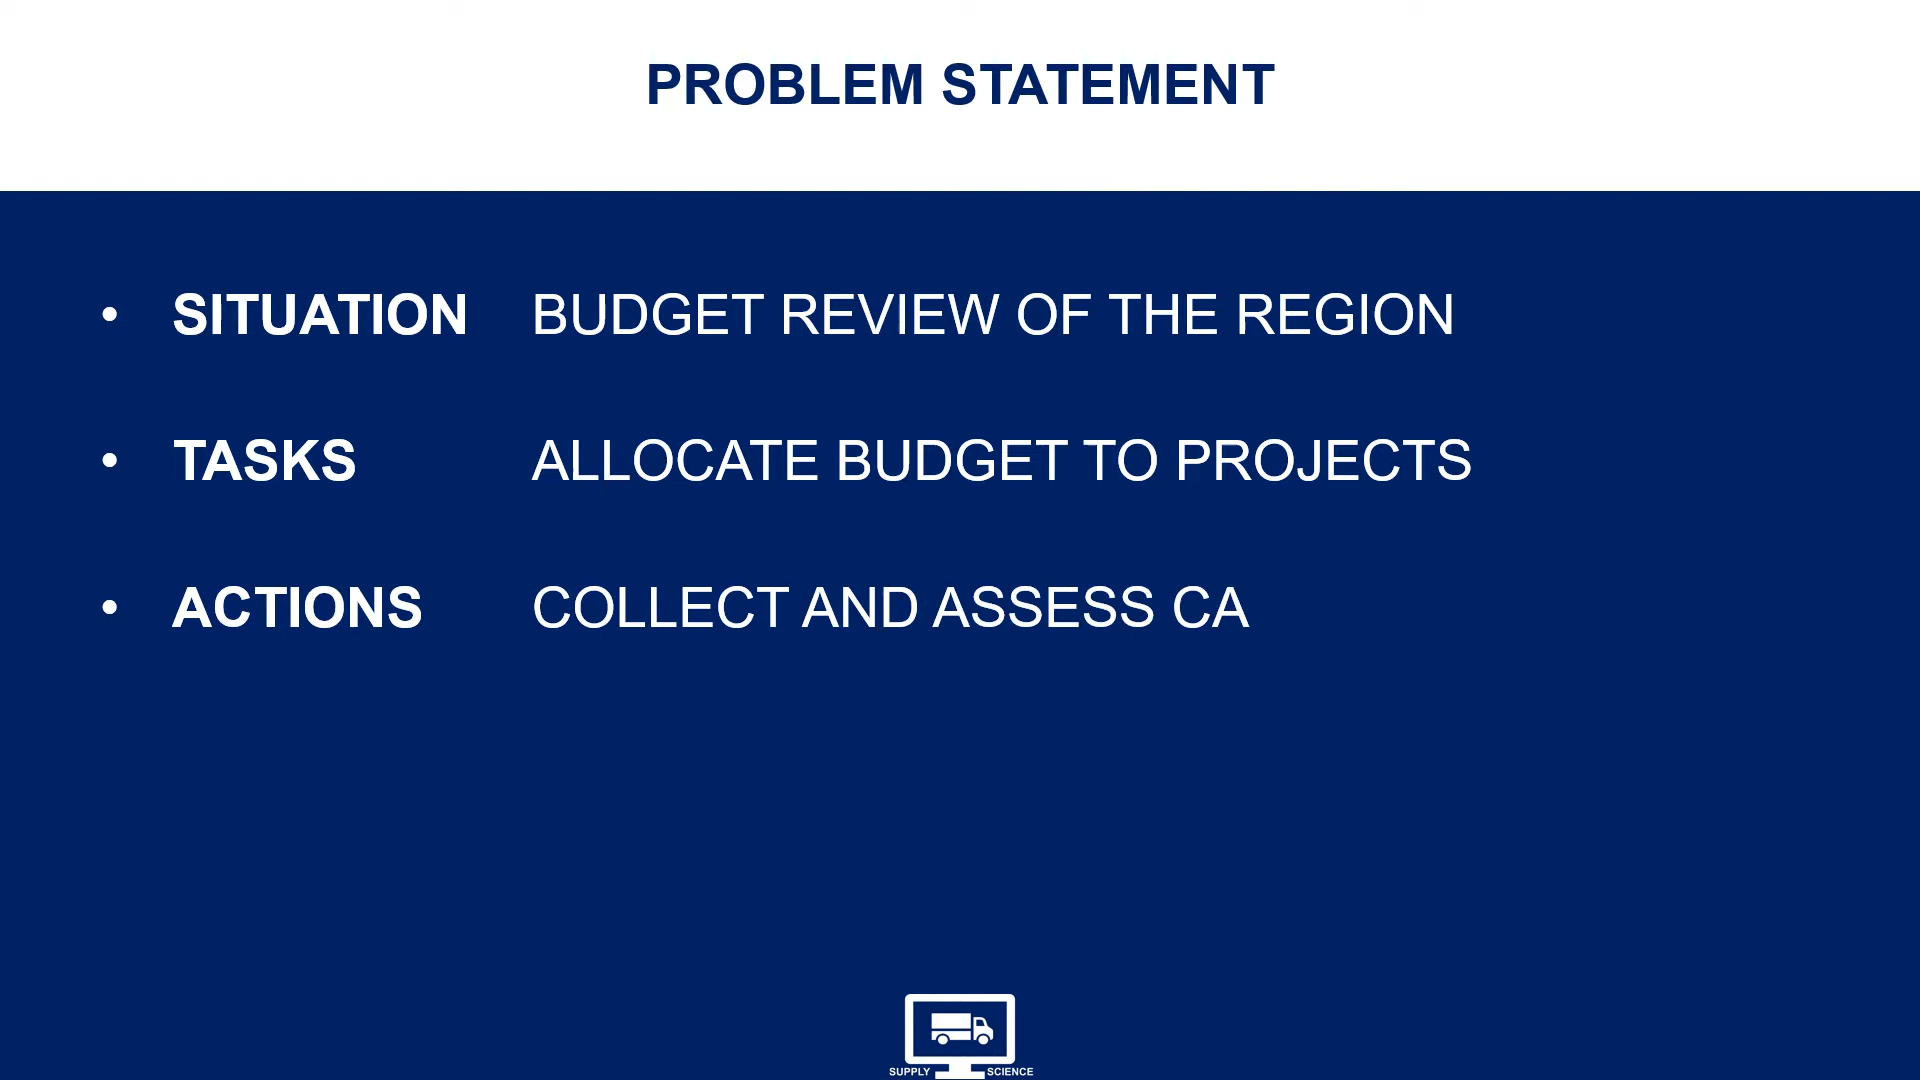 PROBLEM STATEMENT
• SITUATION BUDGET REVIEW OF THE REGION
• TASKS ALLOCATE BUDGET TO PROJECTS
• ACTIONS COLLECT AND ASSESS CA
SUPPLY SCIENCE